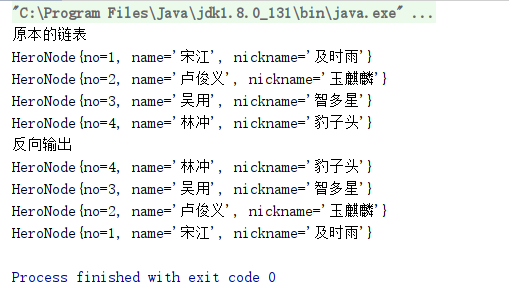 "C:\Program Files\Java\jdk1.8.0_131\bin\java.exe" ...
原本的链表
HeroNode{no=1, name='宋江', nickname='及时雨'}
HeroNode{no=2, name='卢俊义', nickname='玉麒麟'}
HeroNode{no=3, name='吴用', nickname='智多星'}
HeroNode{no=4, name='林冲', nickname='豹子头'}
反向输出
HeroNode{no=4, name='林冲', nickname='豹子头'}
HeroNode{no=3, name='吴用', nickname='智多星'}
HeroNode{no=2, name='卢俊义', nickname='玉麒麟'}
HeroNode{no=1, name='宋江', nickname='及时雨'}
Process finished with exit code 0